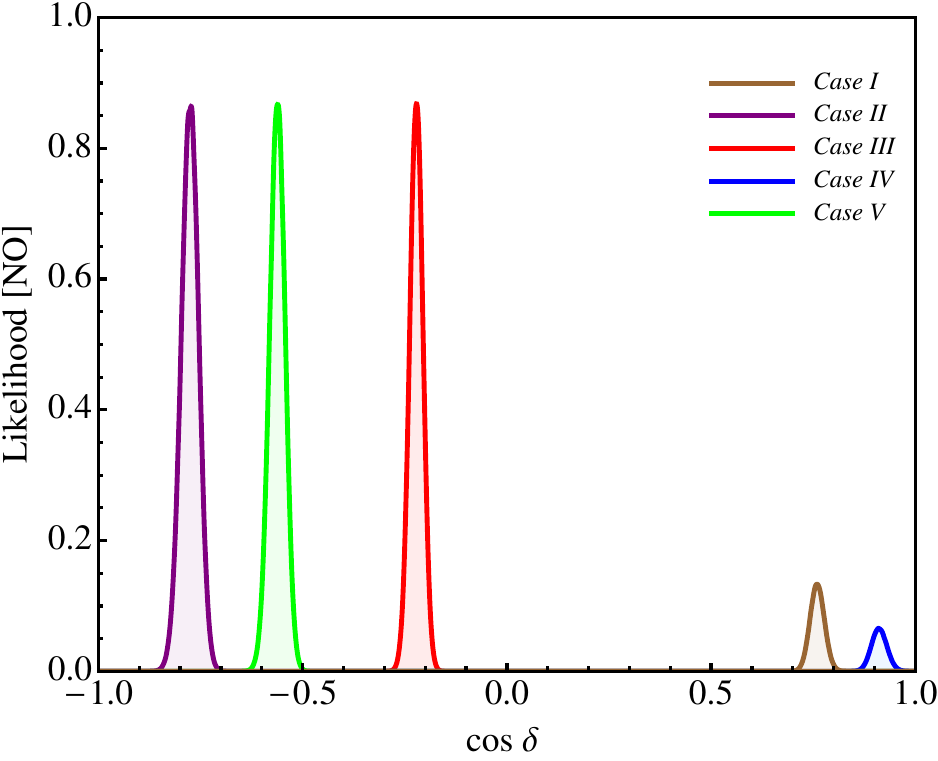 1.0
0.8
0.6
0.4
0.2
0.0
Likelihood [NO]
Case I
Case II
Case III
Case IV
Case V
−1.0 −0.5 0.0 0.5 1.0
cos δ